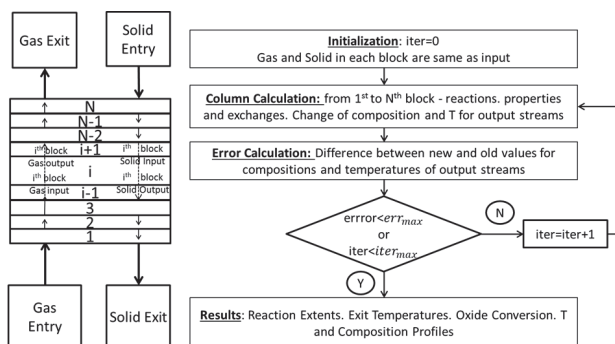 Gas Exit
Solid
Entry
N
N-1
N-2
i+1
ith block
Gas output
ith block
Solid Input
i
ith block
Gas input
ith block
Solid Output
i-1
3
2
1
Gas
Entry
Solid Exit
Initialization: iter=0
Gas and Solid in each block are same as input
Column Calculation: from 1st to Nth block - reactions. properties
and exchanges. Change of composition and T for output streams
Error Calculation: Difference between new and old values for
compositions and temperatures of output streams
errror<err_max
or
iter<iter_max
N
iter=iter+1
Y
Results: Reaction Extents. Exit Temperatures. Oxide Conversion. T
and Composition Profiles